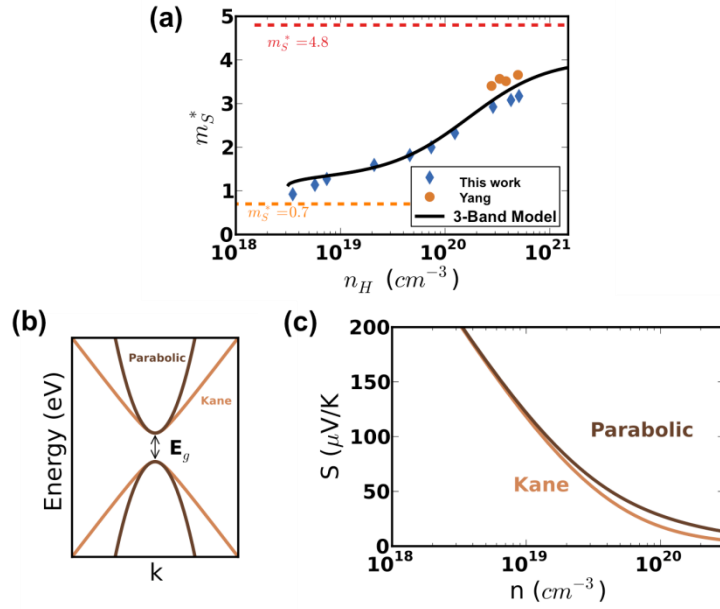 (a)
5
4
3
2
1
0
m*S
m*S = 4.8
m*S = 0.7
This work
Yang
3-Band Model
10^18
10^19
10^20
10^21
nH (cm^−3)
(b)
Energy (eV)
Parabolic
Kane
Eg
k
(c)
200
150
100
50
0
S (μV/K)
Parabolic
Kane
10^18
10^19
10^20
n (cm^−3)